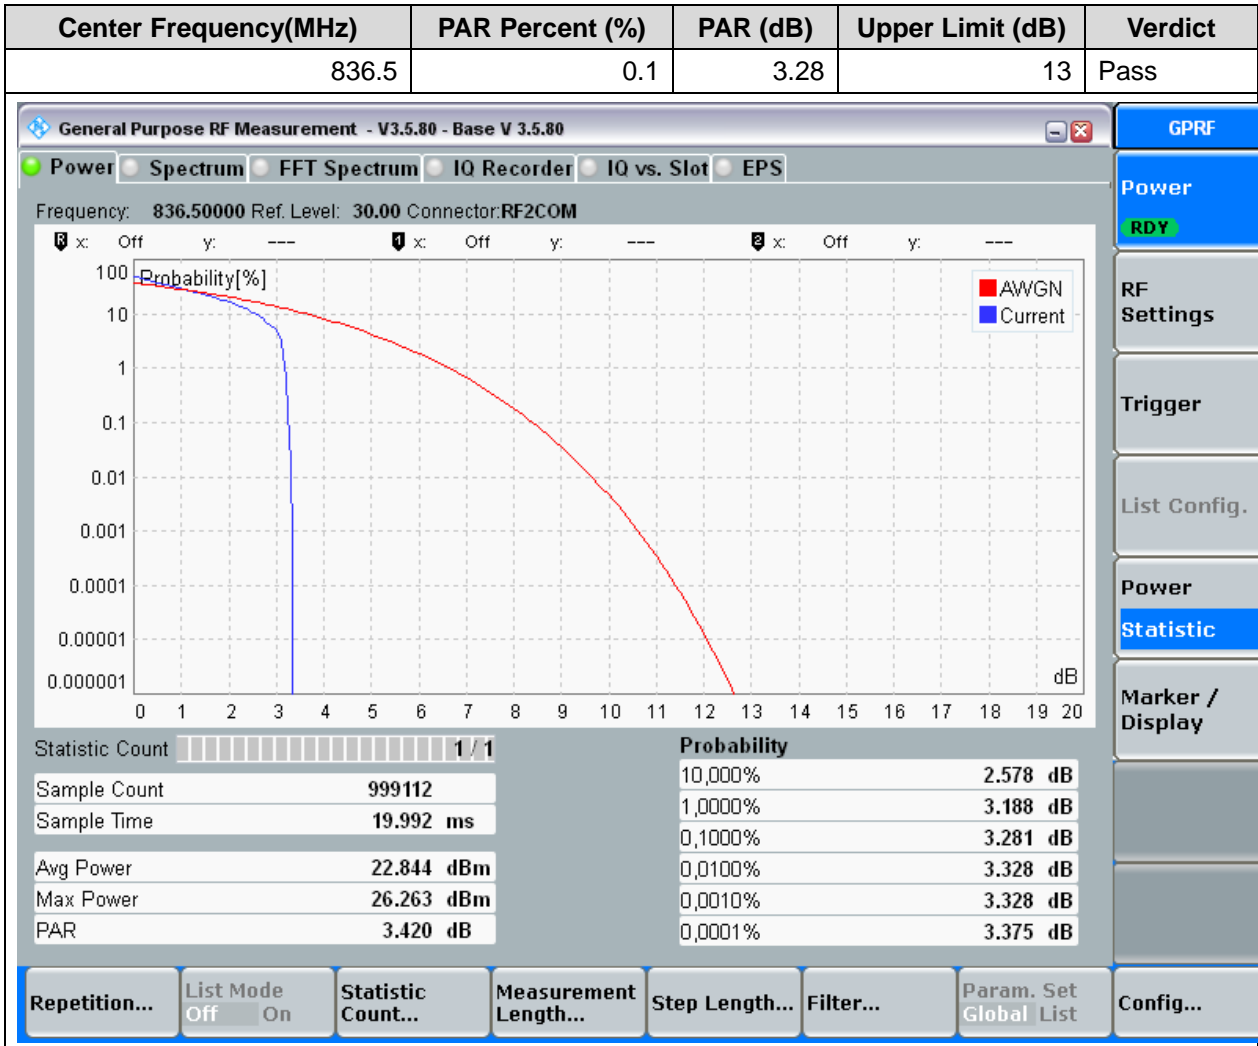 Center Frequency(MHz) PAR Percent (%) PAR (dB) Upper Limit (dB) Verdict
836.5 0.1 3.28 13 Pass
General Purpose RF Measurement - V3.5.80 - Base V 3.5.80
GPRF
Power Spectrum FFT Spectrum IQ Recorder IQ vs. Slot EPS
Frequency: 836.50000 Ref. Level: 30.00 Connector:RF2COM
R x: Off y: --- 1 x: Off y: --- 2 x: Off y: ---
Probability[%]
AWGN
Current
100
10
1
0.1
0.01
0.001
0.0001
0.00001
0.000001
dB
0 1 2 3 4 5 6 7 8 9 10 11 12 13 14 15 16 17 18 19 20
Statistic Count 1 / 1
Sample Count 999112
Sample Time 19.992 ms
Avg Power 22.844 dBm
Max Power 26.263 dBm
PAR 3.420 dB
Probability
10,000% 2.578 dB
1,0000% 3.188 dB
0,1000% 3.281 dB
0,0100% 3.328 dB
0,0010% 3.328 dB
0,0001% 3.375 dB
Power
RDY
RF
Settings
Trigger
List Config.
Power
Statistic
Marker /
Display
Repetition...
List Mode
Off On
Statistic
Count...
Measurement
Length...
Step Length...
Filter...
Param. Set
Global List
Config...